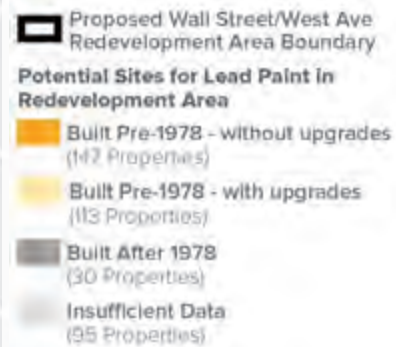 Proposed Wall Street/West Ave
Redevelopment Area Boundary
Potential Sites for Lead Paint in
Redevelopment Area
Built Pre-1978 - without upgrades
(147 Properties)
Built Pre-1978 - with upgrades
(113 Properties)
Built After 1978
(30 Properties)
Insufficient Data
(95 Properties)